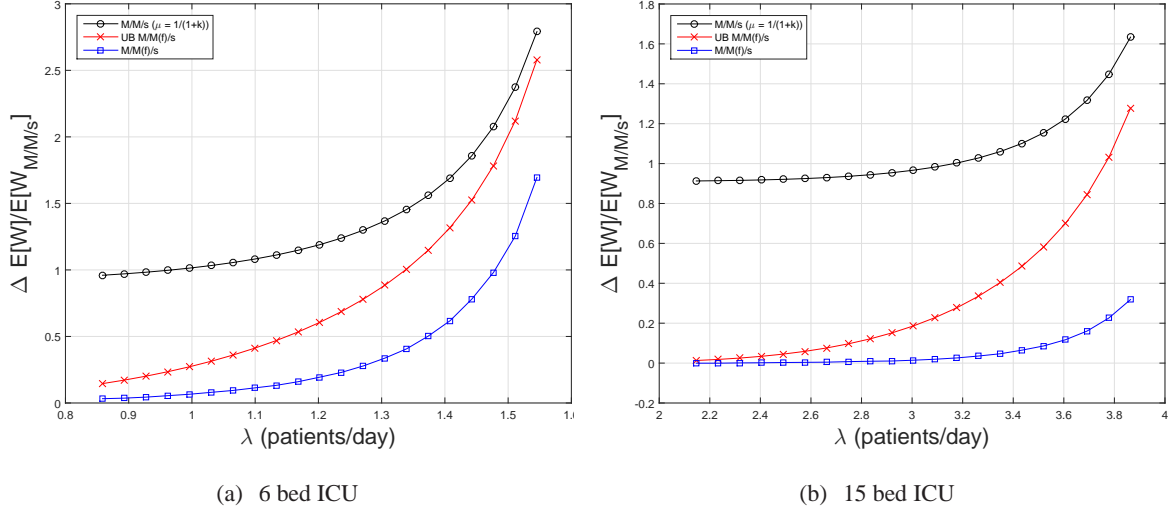 M/M/s (μ = 1/(1+k))
UB M/M(f)/s
M/M(f)/s
Δ E[W]/E[W_{M/M/s}]
3
2.5
2
1.5
1
0.5
0
0.8 0.9 1 1.1 1.2 1.3 1.4 1.5 1.6
λ (patients/day)
(a) 6 bed ICU
M/M/s (μ = 1/(1+k))
UB M/M(f)/s
M/M(f)/s
Δ E[W]/E[W_{M/M/s}]
1.8
1.6
1.4
1.2
1
0.8
0.6
0.4
0.2
0
-0.2
2 2.2 2.4 2.6 2.8 3 3.2 3.4 3.6 3.8 4
λ (patients/day)
(b) 15 bed ICU